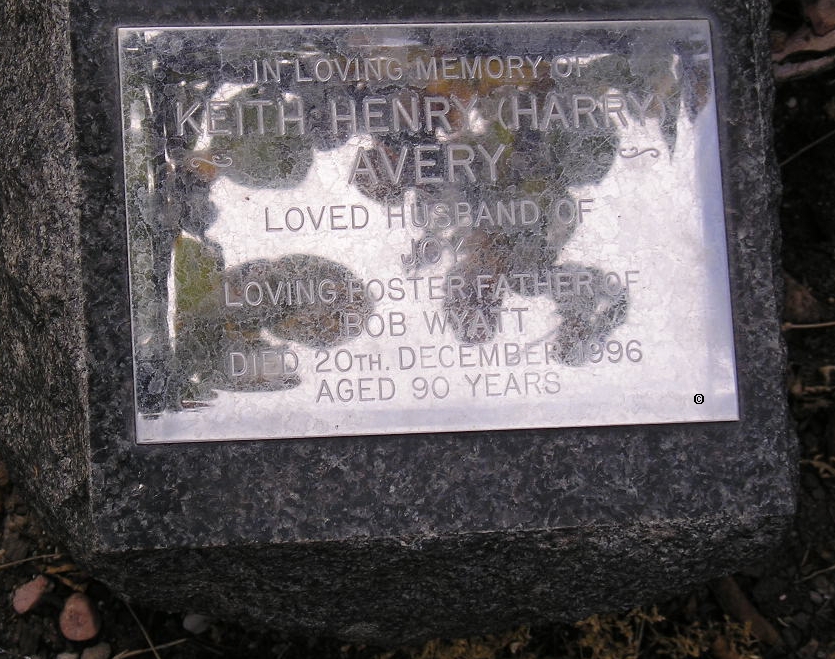 IN LOVING MEMORY OF
KEITH HENRY (HARRY)
AVERY
LOVED HUSBAND OF
JOY
LOVING FOSTER FATHER OF
BOB WYATT
DIED 20TH. DECEMBER 1996
AGED 90 YEARS
©